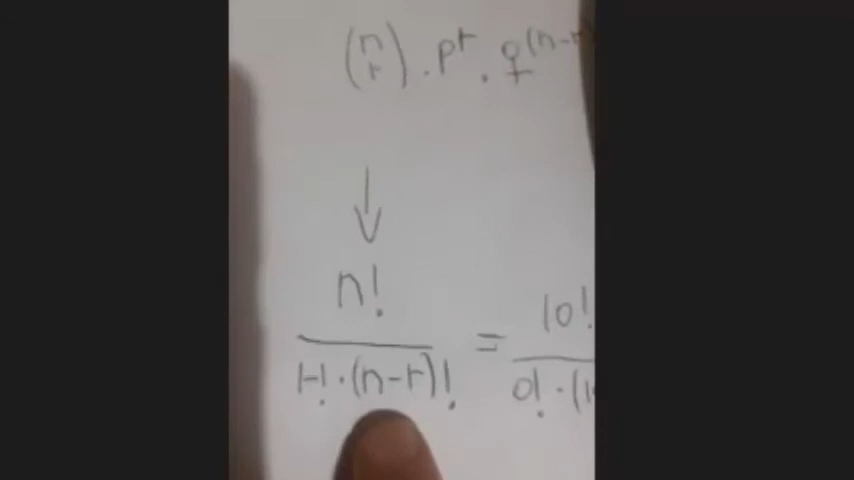 (n r) . p^r . q^(n-r)
n! / r! · (n-r)! = 10! / 0! · (1